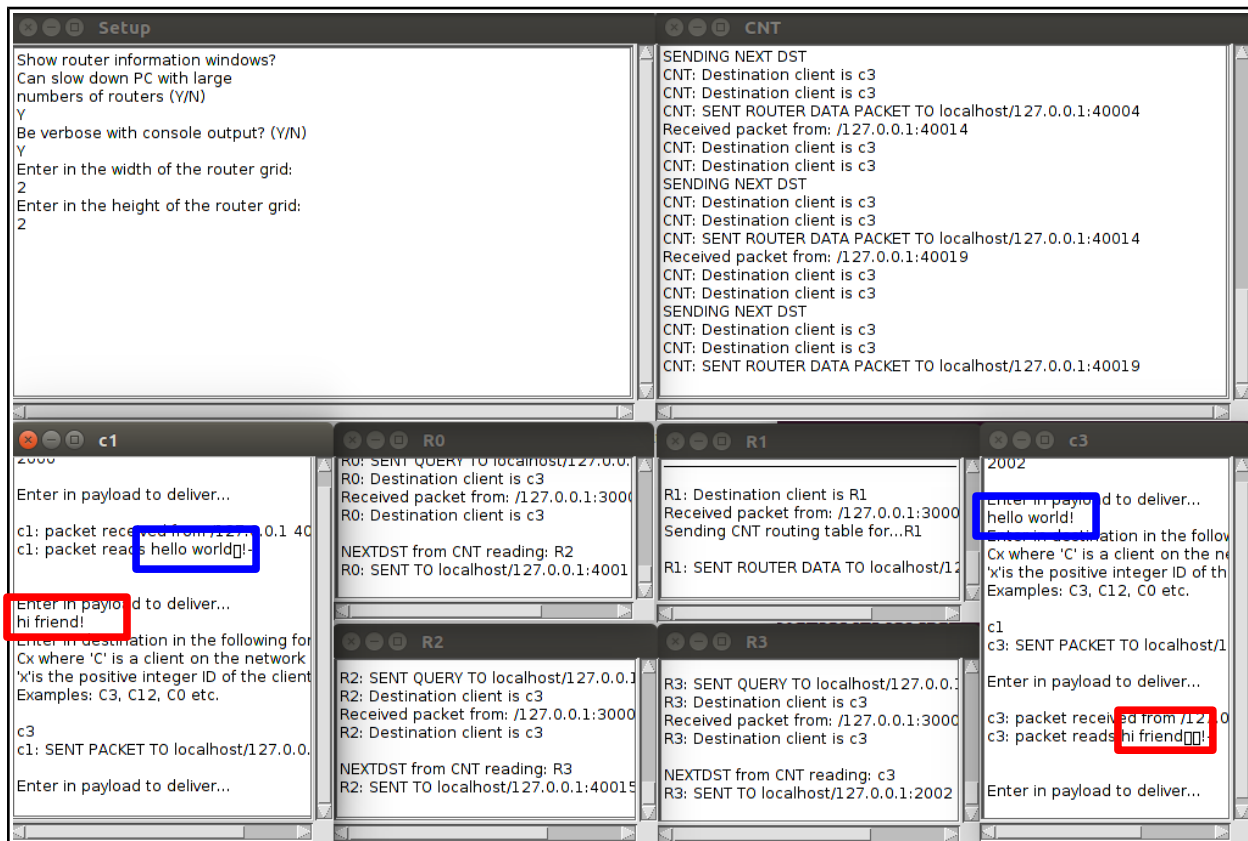 Setup
Show router information windows?
Can slow down PC with large
numbers of routers (Y/N)
Y
Be verbose with console output? (Y/N)
Y
Enter in the width of the router grid:
2
Enter in the height of the router grid:
2
CNT
SENDING NEXT DST
CNT: Destination client is c3
CNT: Destination client is c3
CNT: SENT ROUTER DATA PACKET TO localhost/127.0.0.1:40004
Received packet from: /127.0.0.1:40014
CNT: Destination client is c3
CNT: Destination client is c3
SENDING NEXT DST
CNT: Destination client is c3
CNT: Destination client is c3
CNT: SENT ROUTER DATA PACKET TO localhost/127.0.0.1:40014
Received packet from: /127.0.0.1:40019
CNT: Destination client is c3
CNT: Destination client is c3
SENDING NEXT DST
CNT: Destination client is c3
CNT: Destination client is c3
CNT: SENT ROUTER DATA PACKET TO localhost/127.0.0.1:40019
c1
2000
Enter in payload to deliver...
c1: packet received from /127.0.0.1 40
c1: packet reads hello world▯!-
Enter in payload to deliver...
hi friend!
Enter in destination in the following for
Cx where 'C' is a client on the network
'x'is the positive integer ID of the client
Examples: C3, C12, C0 etc.
c3
c1: SENT PACKET TO localhost/127.0.0.
Enter in payload to deliver...
R0
R0: SENT QUERY TO localhost/127.0.0.
R0: Destination client is c3
Received packet from: /127.0.0.1:3000
R0: Destination client is c3
NEXTDST from CNT reading: R2
R0: SENT TO localhost/127.0.0.1:4001
R1
R1: Destination client is R1
Received packet from: /127.0.0.1:3000
Sending CNT routing table for...R1
R1: SENT ROUTER DATA TO localhost/12
R2
R2: SENT QUERY TO localhost/127.0.0.1
R2: Destination client is c3
Received packet from: /127.0.0.1:3000
R2: Destination client is c3
NEXTDST from CNT reading: R3
R2: SENT TO localhost/127.0.0.1:40015
R3
R3: SENT QUERY TO localhost/127.0.0.
R3: Destination client is c3
Received packet from: /127.0.0.1:3000
R3: Destination client is c3
NEXTDST from CNT reading: c3
R3: SENT TO localhost/127.0.0.1:2002
c3
2002
Enter in payload to deliver...
hello world!
Enter in destination in the follow
Cx where 'C' is a client on the ne
'x'is the positive integer ID of th
Examples: C3, C12, C0 etc.
c1
c3: SENT PACKET TO localhost/1
Enter in payload to deliver...
c3: packet received from /127.0
c3: packet reads hi friend▯▯!-
Enter in payload to deliver...